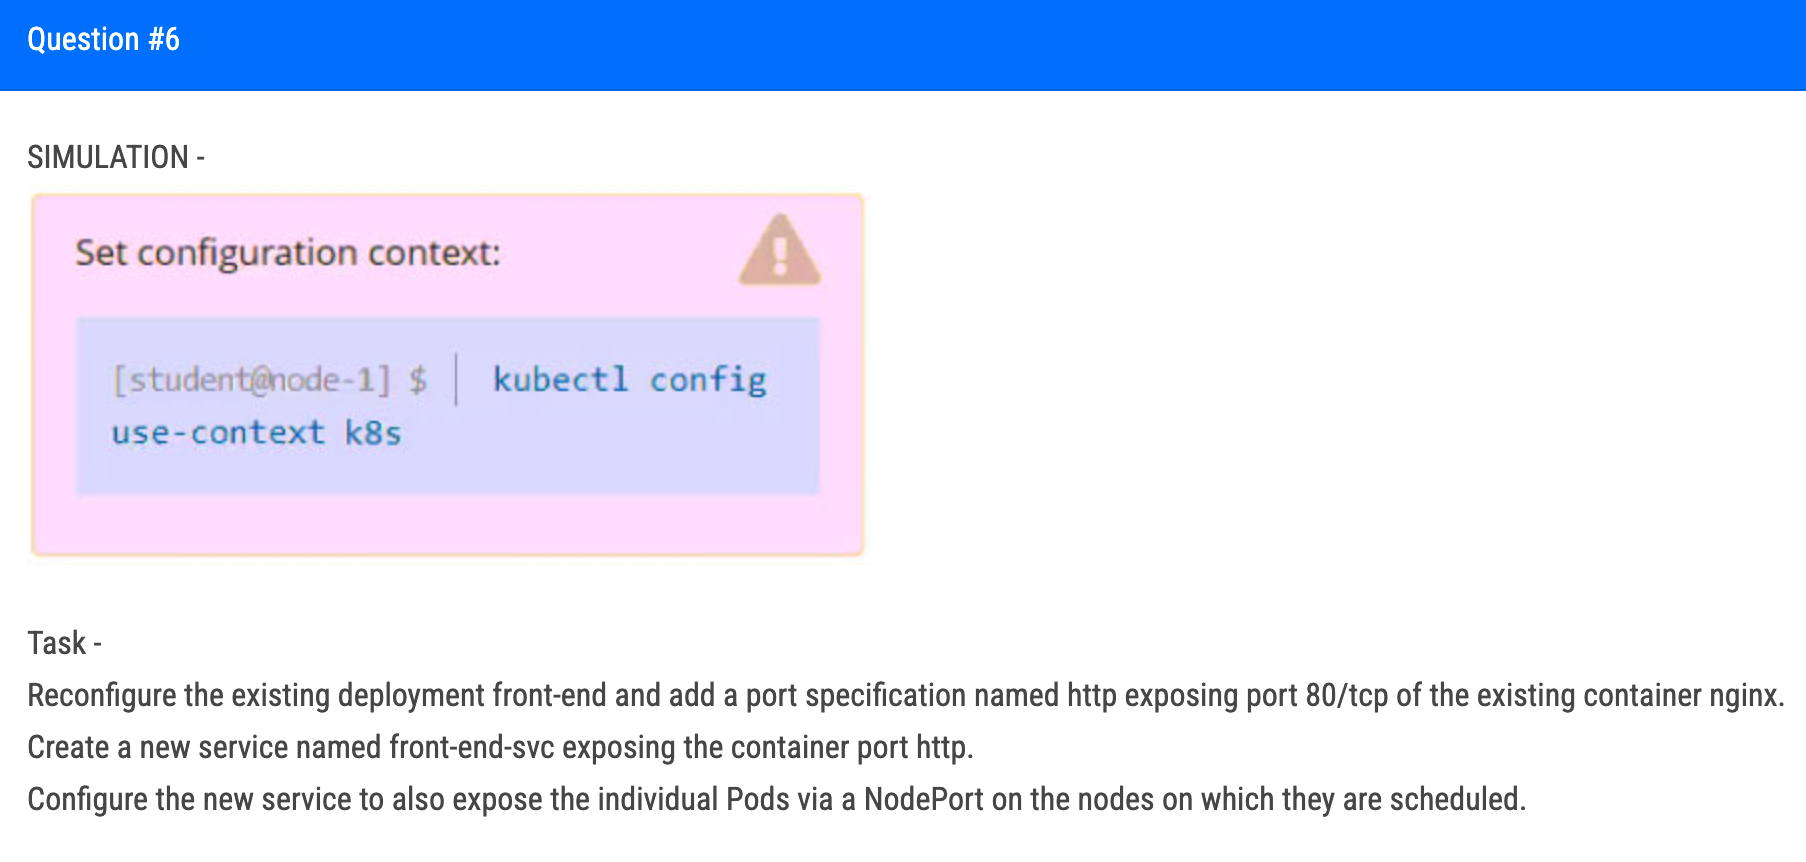 Question #6
SIMULATION -
Set configuration context:
[student@node-1] $ | kubectl config
use-context k8s
Task -
Reconfigure the existing deployment front-end and add a port specification named http exposing port 80/tcp of the existing container nginx.
Create a new service named front-end-svc exposing the container port http.
Configure the new service to also expose the individual Pods via a NodePort on the nodes on which they are scheduled.